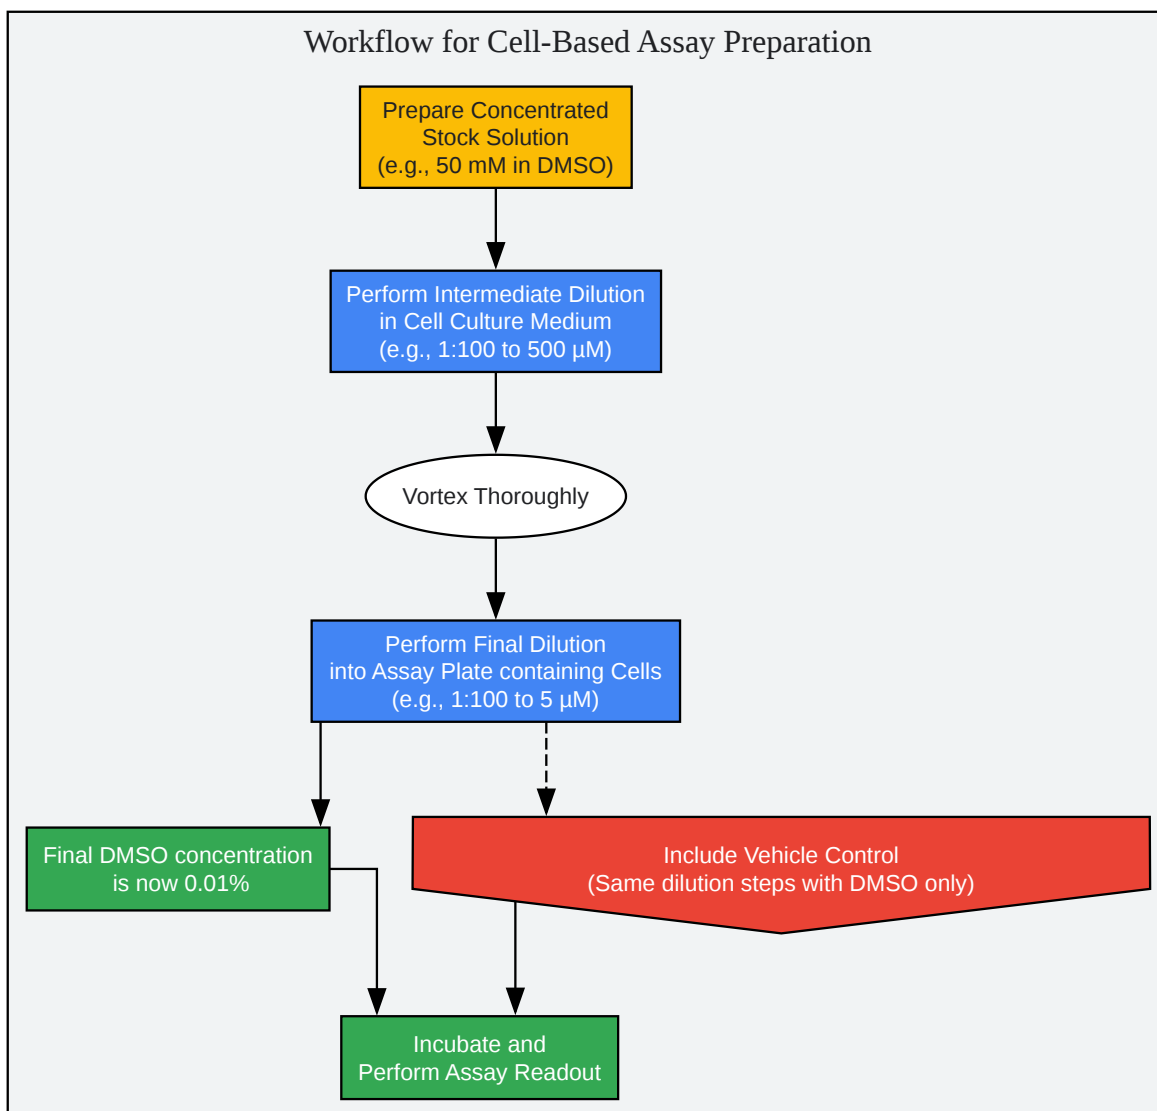 Workflow for Cell-Based Assay Preparation
Prepare Concentrated
Stock Solution
(e.g., 50 mM in DMSO)
Perform Intermediate Dilution
in Cell Culture Medium
(e.g., 1:100 to 500 µM)
Vortex Thoroughly
Perform Final Dilution
into Assay Plate containing Cells
(e.g., 1:100 to 5 µM)
Final DMSO concentration
is now 0.01%
Include Vehicle Control
(Same dilution steps with DMSO only)
Incubate and
Perform Assay Readout